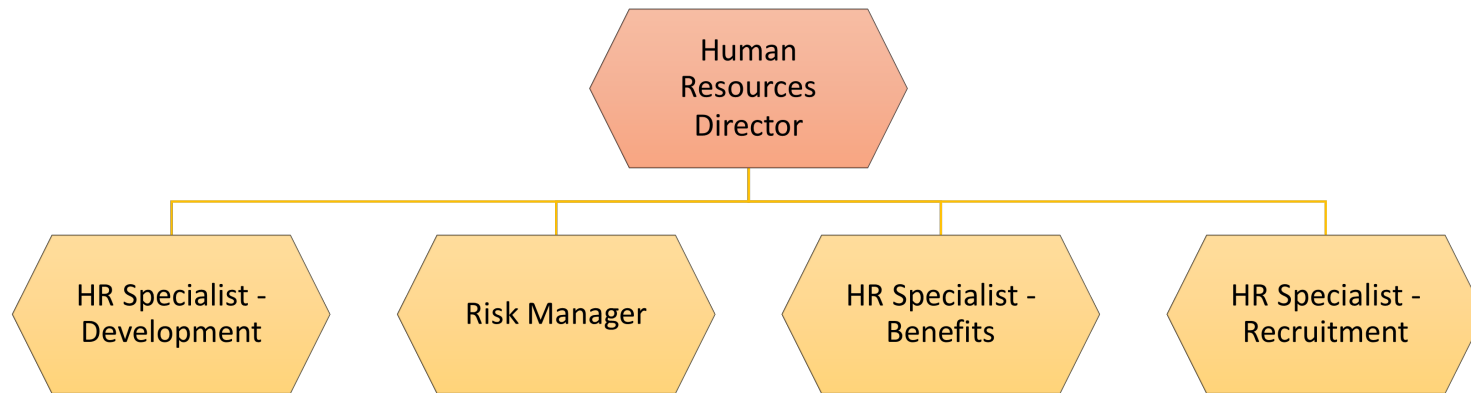 Human
Resources
Director
HR Specialist -
Development
Risk Manager
HR Specialist -
Benefits
HR Specialist -
Recruitment